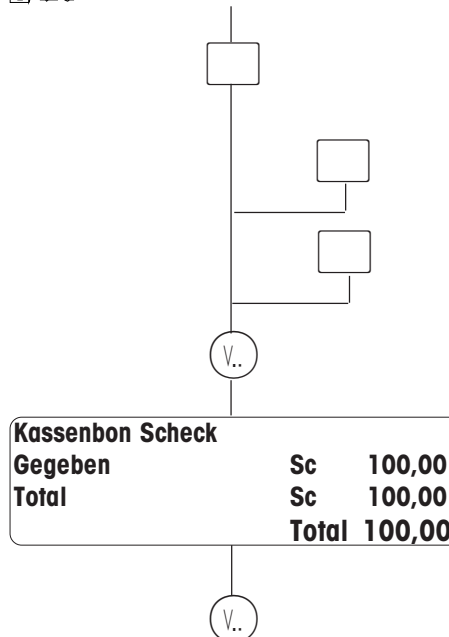 V..
Kassenbon Scheck
Gegeben Sc 100,00
Total Sc 100,00
Total 100,00
V..